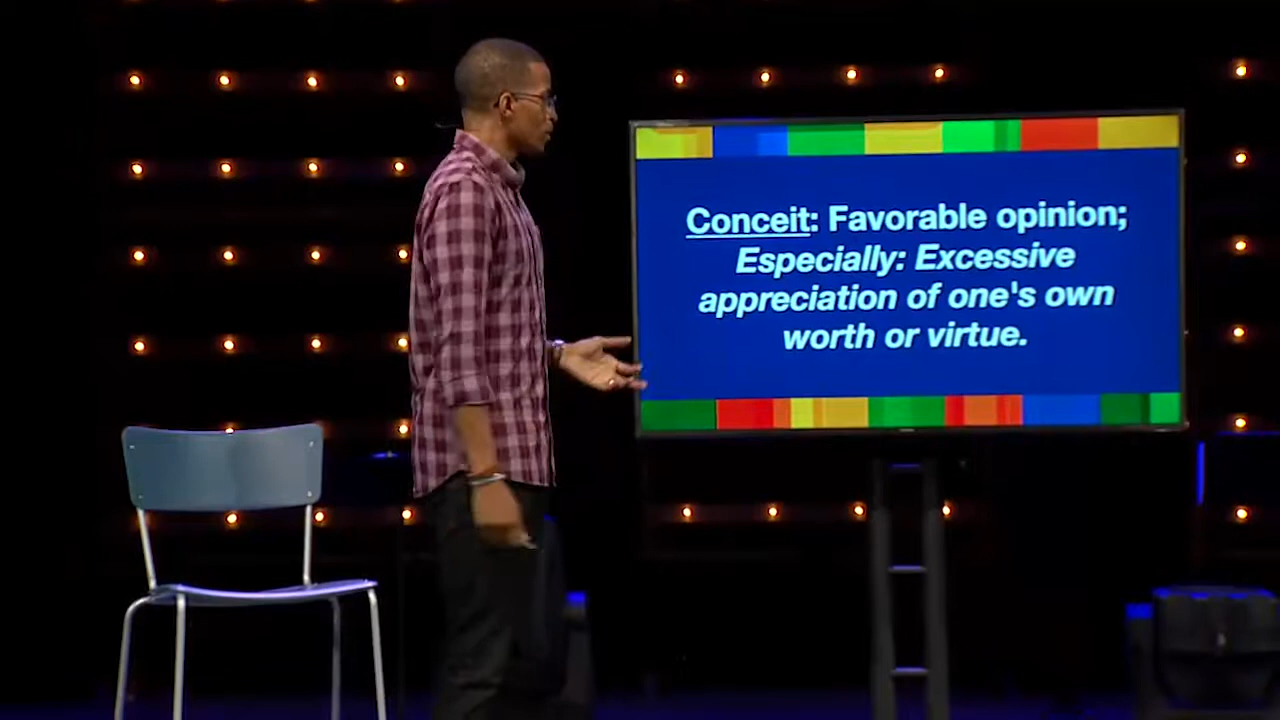 Conceit: Favorable opinion;
Especially: Excessive
appreciation of one's own
worth or virtue.